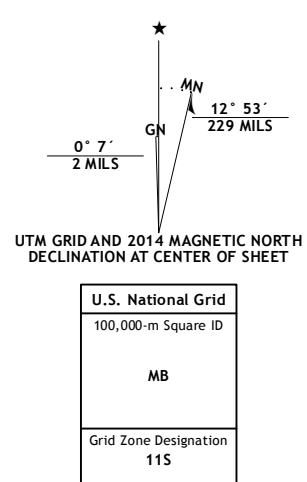 ★
MN
GN
12° 53´
229 MILS
0° 7´
2 MILS
UTM GRID AND 2014 MAGNETIC NORTH
DECLINATION AT CENTER OF SHEET
U.S. National Grid
100,000-m Square ID
MB
Grid Zone Designation
11S